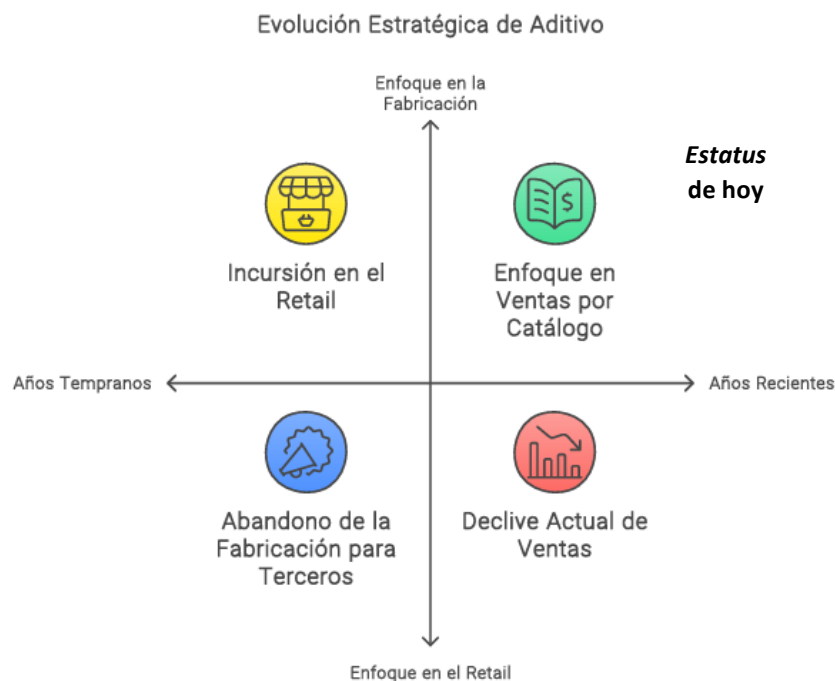 Evolución Estratégica de Aditivo
Enfoque en la
Fabricación
Estatus
de hoy
Incursión en el
Retail
Enfoque en
Ventas por
Catálogo
$
Años Tempranos
Años Recientes
Abandono de la
Fabricación para
Terceros
Declive Actual de
Ventas
Enfoque en el Retail